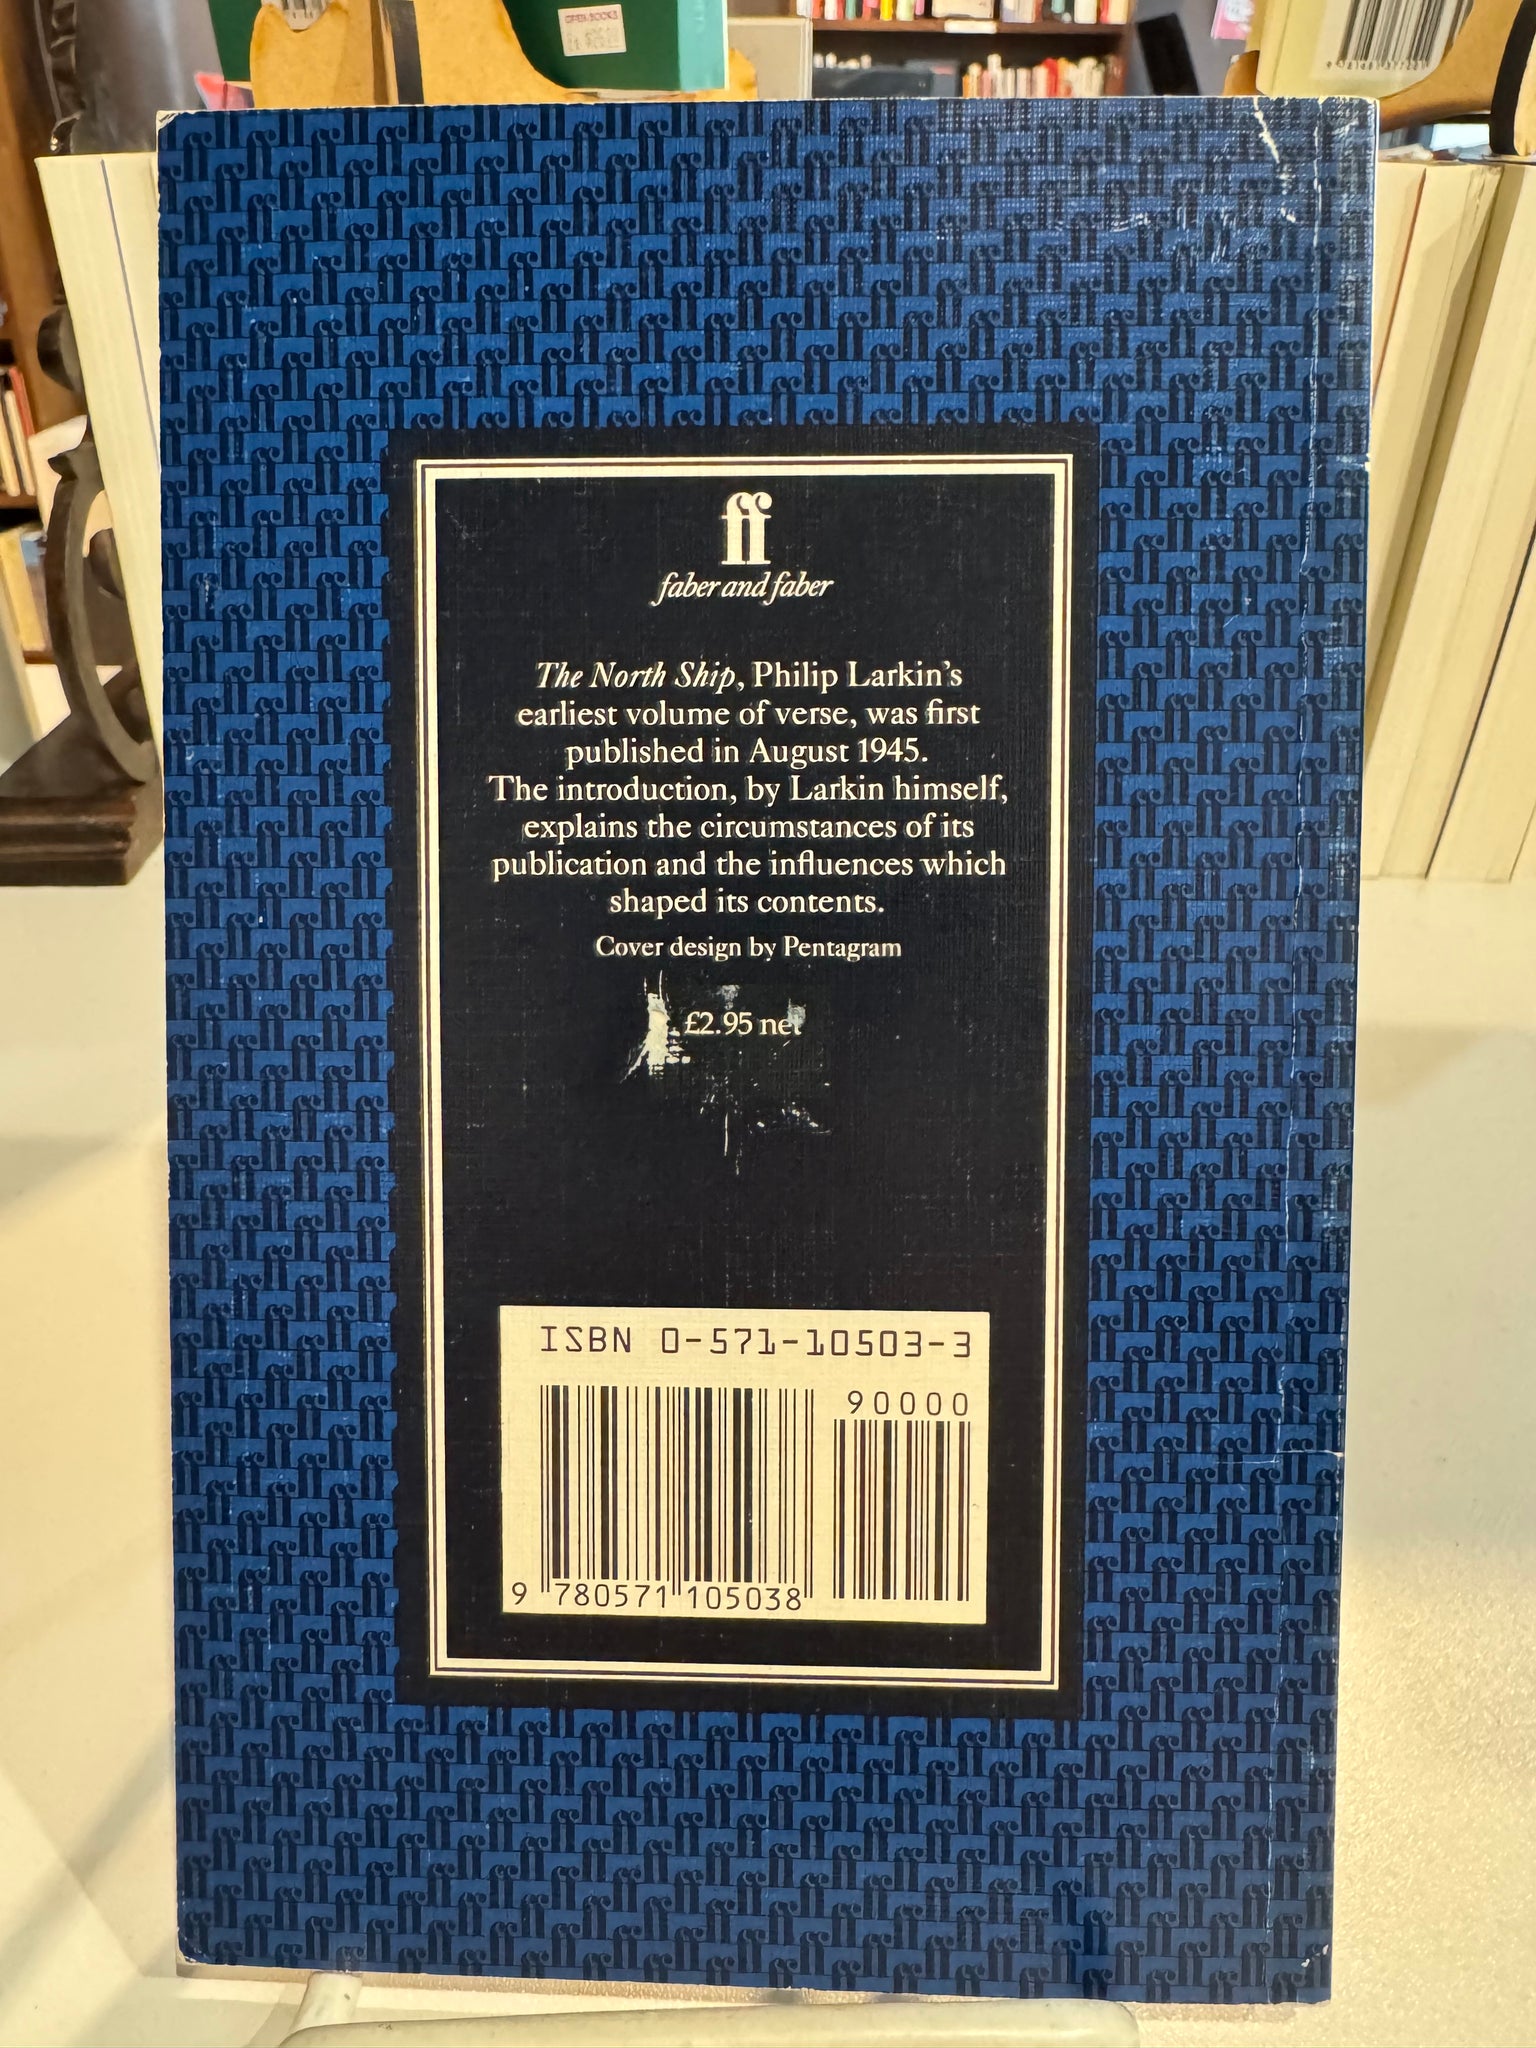 OPEN BOOKS
ff
faber and faber
The North Ship, Philip Larkin's
earliest volume of verse, was first
published in August 1945.
The introduction, by Larkin himself,
explains the circumstances of its
publication and the influences which
shaped its contents.
Cover design by Pentagram
£2.95 net
ISBN 0-571-10503-3
90000
9 780571 105038